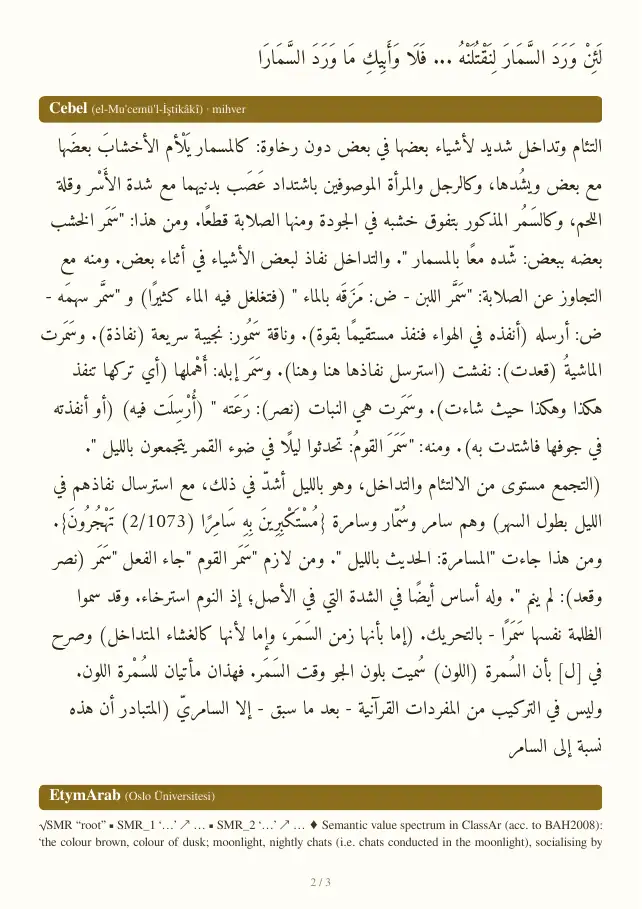 لَئِنْ وَرَدَ السَّمَارَ لِنَقْتُلَنْهُ ... فَلَا وَأَبِيكِ مَا وَرَدَ السَّمَارَا
Cebel (el-Mu'cemü'l-İştikâkî) · mihver
التئام وتداخل شديد لأشياء بعضها في بعض دون رخاوة: كالمسمار يَلْأم الأخشابَ بعضَها
مع بعض ويشُدها، وكالرجل والمرأة الموصوفين باشتداد عَصَب بدنيهما مع شدة الأَسْر وقلة
اللحم، وكالسَمُر المذكور بتفوق خشبه في الجودة ومنها الصلابة قطعًا. ومن هذا: "سَمَر الخشب
بعضه ببعض: شّده معًا بالمسمار ". والتداخل نفاذ لبعض الأشياء في أثناء بعض. ومنه مع
التجاوز عن الصلابة: "سَمَّر اللبن - ض: مَزَقَه بالماء " (فتغلغل فيه الماء كثيرًا) و "سمَّر سهمَه -
ض: أرسله (أنفذه في الهواء فنفذ مستقيمًا بقوة). وناقة سَمُور: نجيبة سريعة (نفاذة). وسَمَرت
الماشيةُ (قعدت): نفشت (استرسل نفاذها هنا وهنا). وسَمَر إبله: أَهْملها (أي تركها تنفذ
هكذا وهكذا حيث شاءت). وسَمَرت هي النبات (نصر): رَعَته " (أُرْسِلَت فيه) (أو أنفذته
في جوفها فاشتدت به). ومنه: "سَمَرَ القومُ: تحدثوا ليلًا في ضوء القمر يتجمعون بالليل ".
(التجمع مستوى من الالتئام والتداخل، وهو بالليل أشدّ في ذلك، مع استرسال نفاذهم في
الليل بطول السهر) وهم سامر وسُمّار وسامرة {مُسْتَكْبِرِينَ بِهِ سَامِرًا (2/1073) تَهْجُرُونَ}.
ومن هذا جاءت "المسامرة: الحديث بالليل ". ومن لازم "سَمَر القوم "جاء الفعل "سَمَر (نصر
وقعد): لم ينم ". وله أساس أيضًا في الشدة التي في الأصل؛ إذ النوم استرخاء. وقد سموا
الظلمة نفسها سَمَرًا - بالتحريك. (إما بأنها زمن السَمَر، وإما لأنها كالغشاء المتداخل) وصرح
في [ل] بأن السُمرة (اللون) سُميت بلون الجو وقت السَمَر. فهذان مأتيان للسُمْرة اللون.
وليس في التركيب من المفردات القرآنية - بعد ما سبق - إلا السامريّ (المتبادر أن هذه
نسبة إلى السامر
EtymArab (Oslo Üniversitesi)
√SMR “root” ▪ SMR_1 ‘…’ ↗ … ▪ SMR_2 ‘…’ ↗ … ♦ Semantic value spectrum in ClassAr (acc. to BAH2008):
‘the colour brown, colour of dusk; moonlight, nightly chats (i.e. chats conducted in the moonlight), socialising by
2 / 3